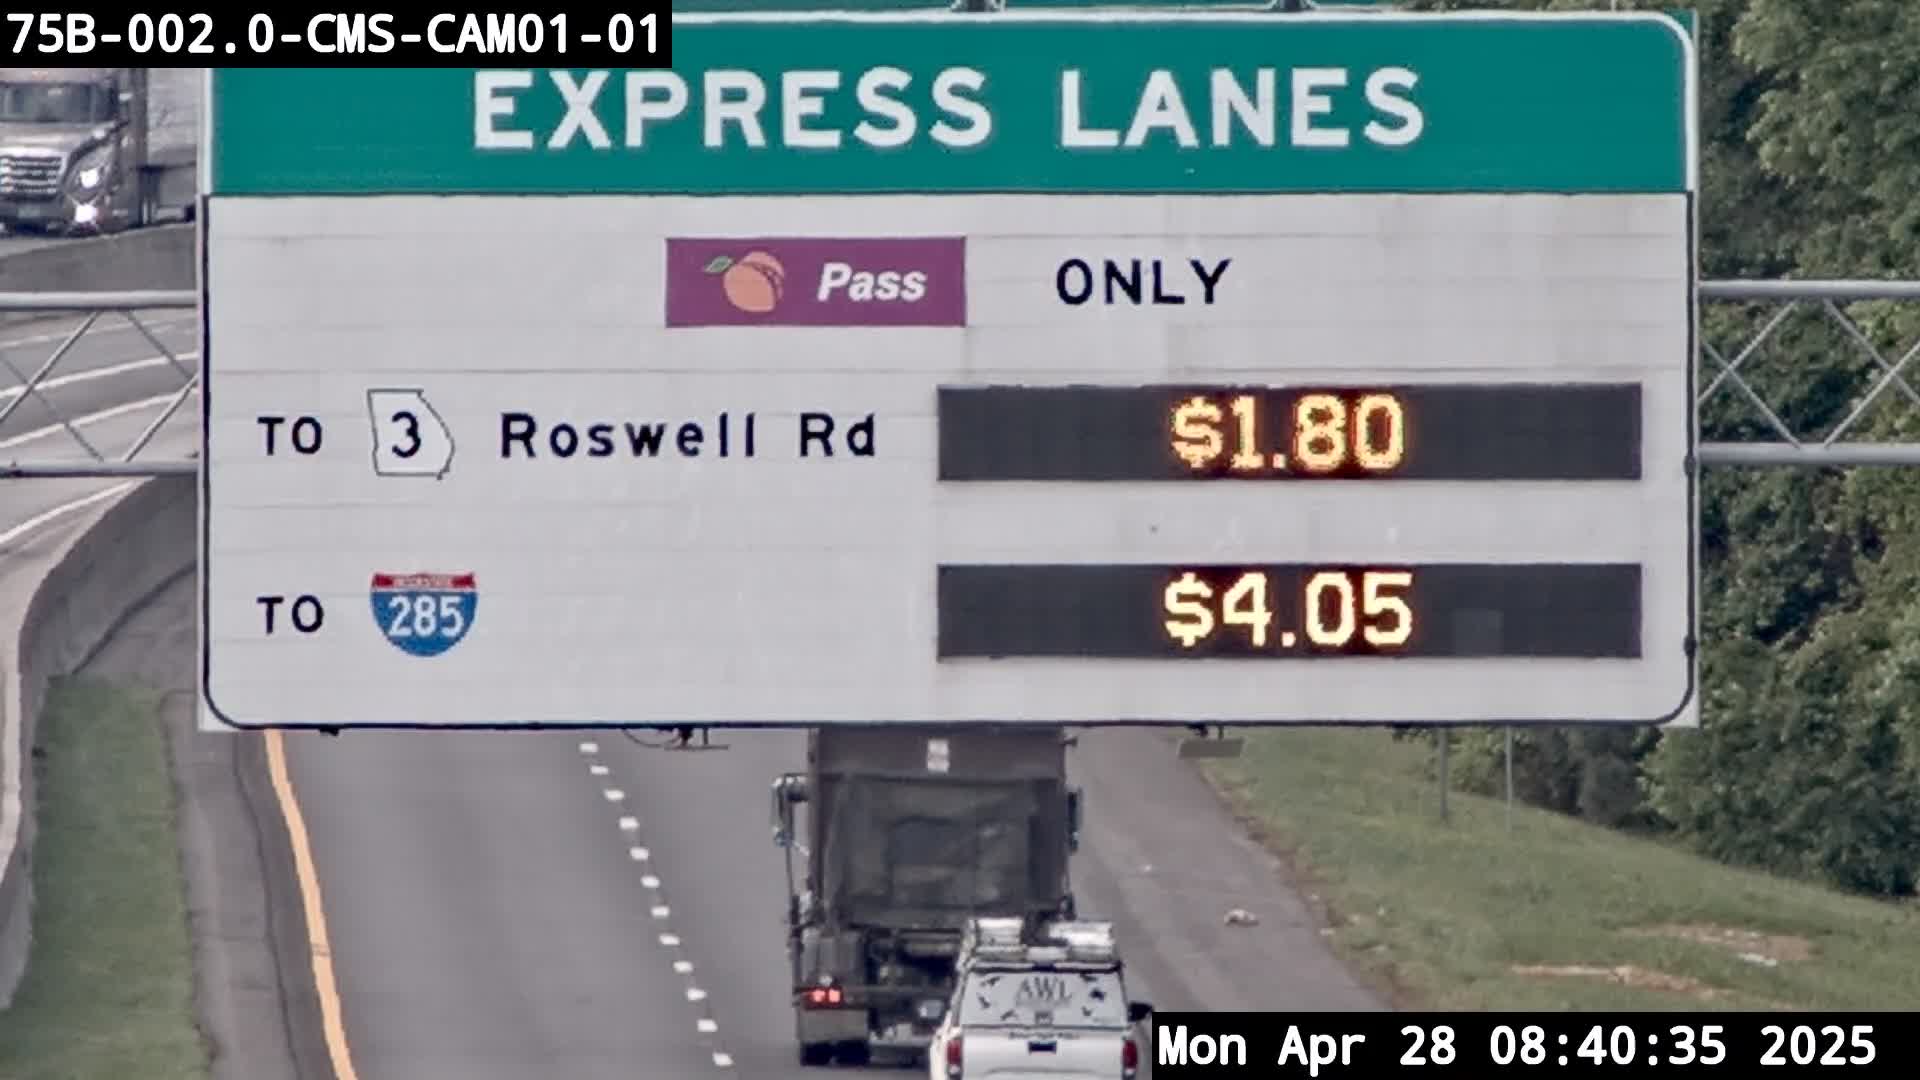 75B-002.0-CMS-CAM01-01
EXPRESS LANES
Pass ONLY
TO 3 Roswell Rd $1.80
TO INTERSTATE 285 $4.05
AWL
Mon Apr 28 08:40:35 2025